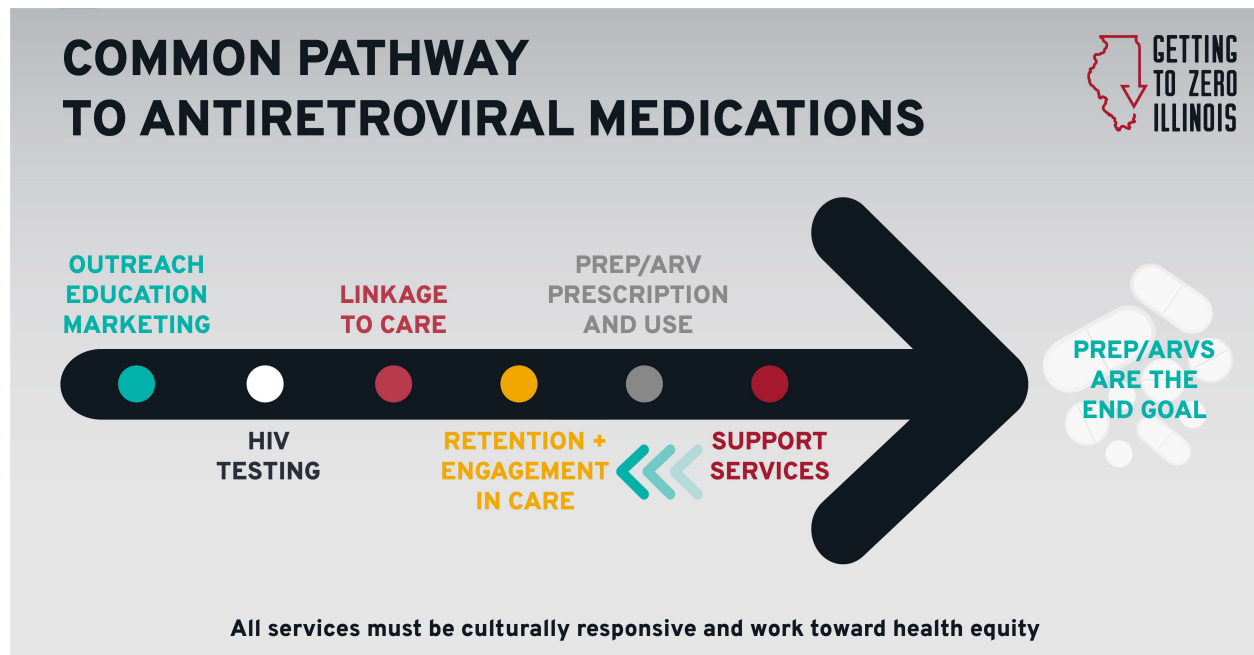 COMMON PATHWAY
TO ANTIRETROVIRAL MEDICATIONS
GETTING
TO ZERO
ILLINOIS
OUTREACH
EDUCATION
MARKETING
HIV
TESTING
LINKAGE
TO CARE
RETENTION +
ENGAGEMENT
IN CARE
PREP/ARV
PRESCRIPTION
AND USE
SUPPORT
SERVICES
PREP/ARVS
ARE THE
END GOAL
All services must be culturally responsive and work toward health equity